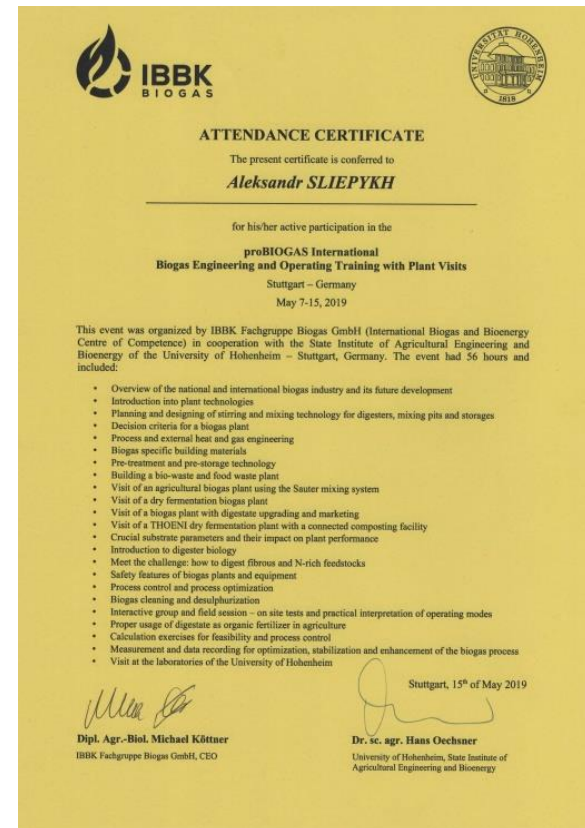 IBBK
BIOGAS
UNIVERSITÄT HOHENHEIM
1818
ATTENDANCE CERTIFICATE
The present certificate is conferred to
Aleksandr SLIEPYKH
for his/her active participation in the
proBIOGAS International
Biogas Engineering and Operating Training with Plant Visits
Stuttgart – Germany
May 7-15, 2019
This event was organized by IBBK Fachgruppe Biogas GmbH (International Biogas and Bioenergy
Centre of Competence) in cooperation with the State Institute of Agricultural Engineering and
Bioenergy of the University of Hohenheim – Stuttgart, Germany. The event had 56 hours and
included:
• Overview of the national and international biogas industry and its future development
• Introduction into plant technologies
• Planning and designing of stirring and mixing technology for digesters, mixing pits and storages
• Decision criteria for a biogas plant
• Process and external heat and gas engineering
• Biogas specific building materials
• Pre-treatment and pre-storage technology
• Building a bio-waste and food waste plant
• Visit of an agricultural biogas plant using the Sauter mixing system
• Visit of a dry fermentation biogas plant
• Visit of a biogas plant with digestate upgrading and marketing
• Visit of a THOENI dry fermentation plant with a connected composting facility
• Crucial substrate parameters and their impact on plant performance
• Introduction to digester biology
• Meet the challenge: how to digest fibrous and N-rich feedstocks
• Safety features of biogas plants and equipment
• Process control and process optimization
• Biogas cleaning and desulphurization
• Interactive group and field session – on site tests and practical interpretation of operating modes
• Proper usage of digestate as organic fertilizer in agriculture
• Calculation exercises for feasibility and process control
• Measurement and data recording for optimization, stabilization and enhancement of the biogas process
• Visit at the laboratories of the University of Hohenheim
Stuttgart, 15th of May 2019
Dipl. Agr.-Biol. Michael Köttner
IBBK Fachgruppe Biogas GmbH, CEO
Dr. sc. agr. Hans Oechsner
University of Hohenheim, State Institute of
Agricultural Engineering and Bioenergy